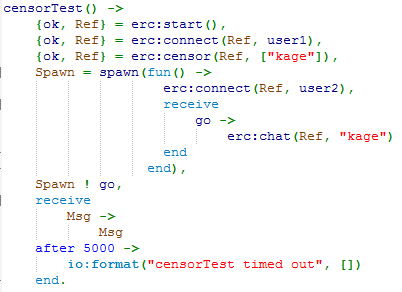 censorTest() ->
    {ok, Ref} = erc:start(),
    {ok, Ref} = erc:connect(Ref, user1),
    {ok, Ref} = erc:censor(Ref, ["kage"]),
    Spawn = spawn(fun() ->
                    erc:connect(Ref, user2),
                    receive
                        go ->
                            erc:chat(Ref, "kage")
                    end
                  end),
    Spawn ! go,
    receive
        Msg ->
            Msg
    after 5000 ->
        io:format("censorTest timed out", [])
    end.